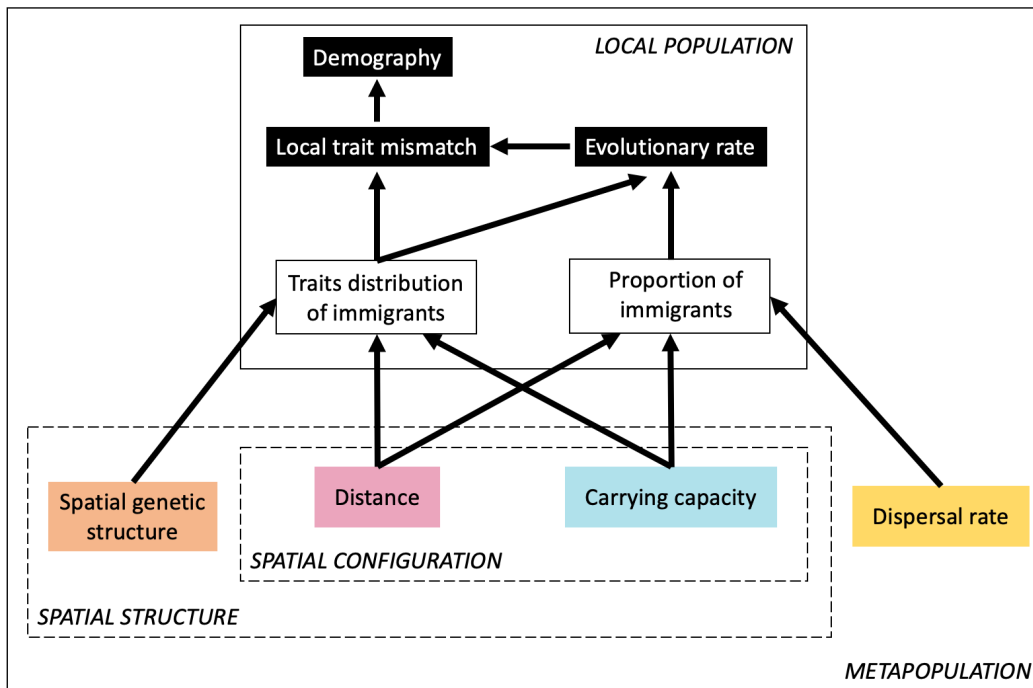 LOCAL POPULATION
Demography
Local trait mismatch
Evolutionary rate
Traits distribution
of immigrants
Proportion of
immigrants
Spatial genetic
structure
Distance
Carrying capacity
Dispersal rate
SPATIAL CONFIGURATION
SPATIAL STRUCTURE
METAPOPULATION